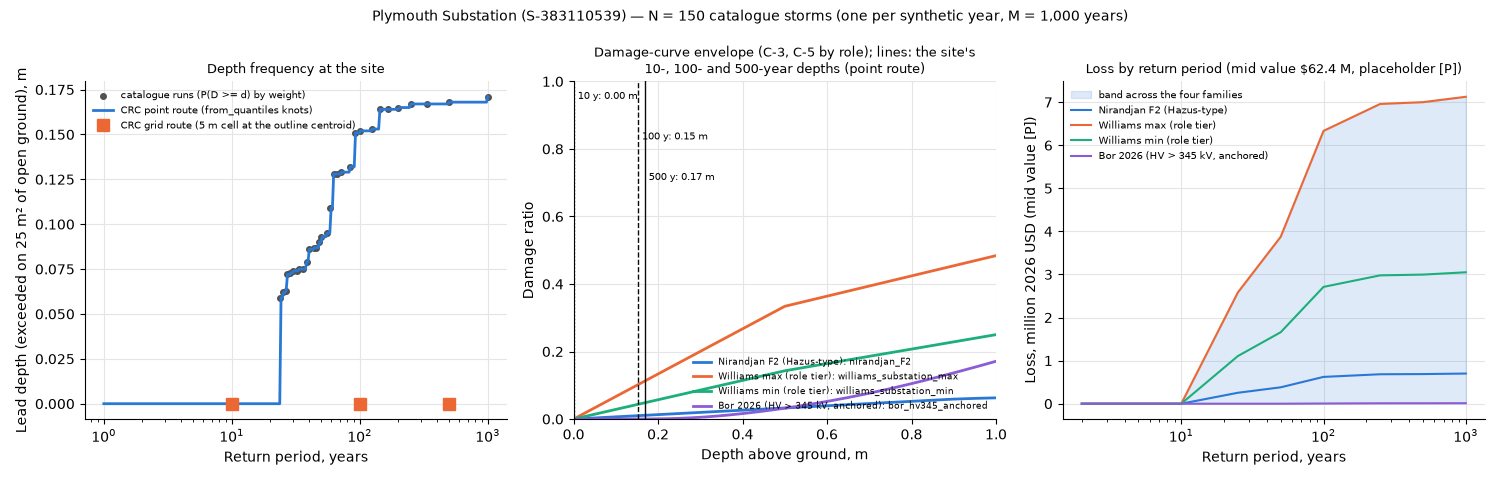 Plymouth Substation (S-383110539) — N = 150 catalogue storms (one per synthetic year, M = 1,000 years)
Depth frequency at the site
Lead depth (exceeded on 25 m² of open ground), m
0.175
0.150
0.125
0.100
0.075
0.050
0.025
0.000
catalogue runs (P(D >= d) by weight)
CRC point route (from_quantiles knots)
CRC grid route (5 m cell at the outline centroid)
10⁰
10¹
10²
10³
Return period, years
Damage-curve envelope (C-3, C-5 by role); lines: the site's
10-, 100- and 500-year depths (point route)
Damage ratio
1.0
0.8
0.6
0.4
0.2
0.0
10 y: 0.00 m
100 y: 0.15 m
500 y: 0.17 m
Nirandjan F2 (Hazus-type): nirandjan_F2
Williams max (role tier): williams_substation_max
Williams min (role tier): williams_substation_min
Bor 2026 (HV > 345 kV, anchored): bor_hv345_anchored
0.0
0.2
0.4
0.6
0.8
1.0
Depth above ground, m
Loss by return period (mid value $62.4 M, placeholder [P])
Loss, million 2026 USD (mid value [P])
7
6
5
4
3
2
1
0
band across the four families
Nirandjan F2 (Hazus-type)
Williams max (role tier)
Williams min (role tier)
Bor 2026 (HV > 345 kV, anchored)
10¹
10²
10³
Return period, years